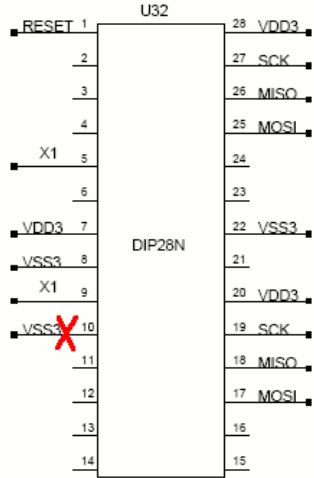 U32
RESET 1 28 VDD3
2 27 SCK
3 26 MISO
4 25 MOSI
X1 5 24
6 23
VDD3 7 22 VSS3
DIP28N
VSS3 8 21
X1 9 20 VDD3
VSS3 10 19 SCK
11 18 MISO
12 17 MOSI
13 16
14 15